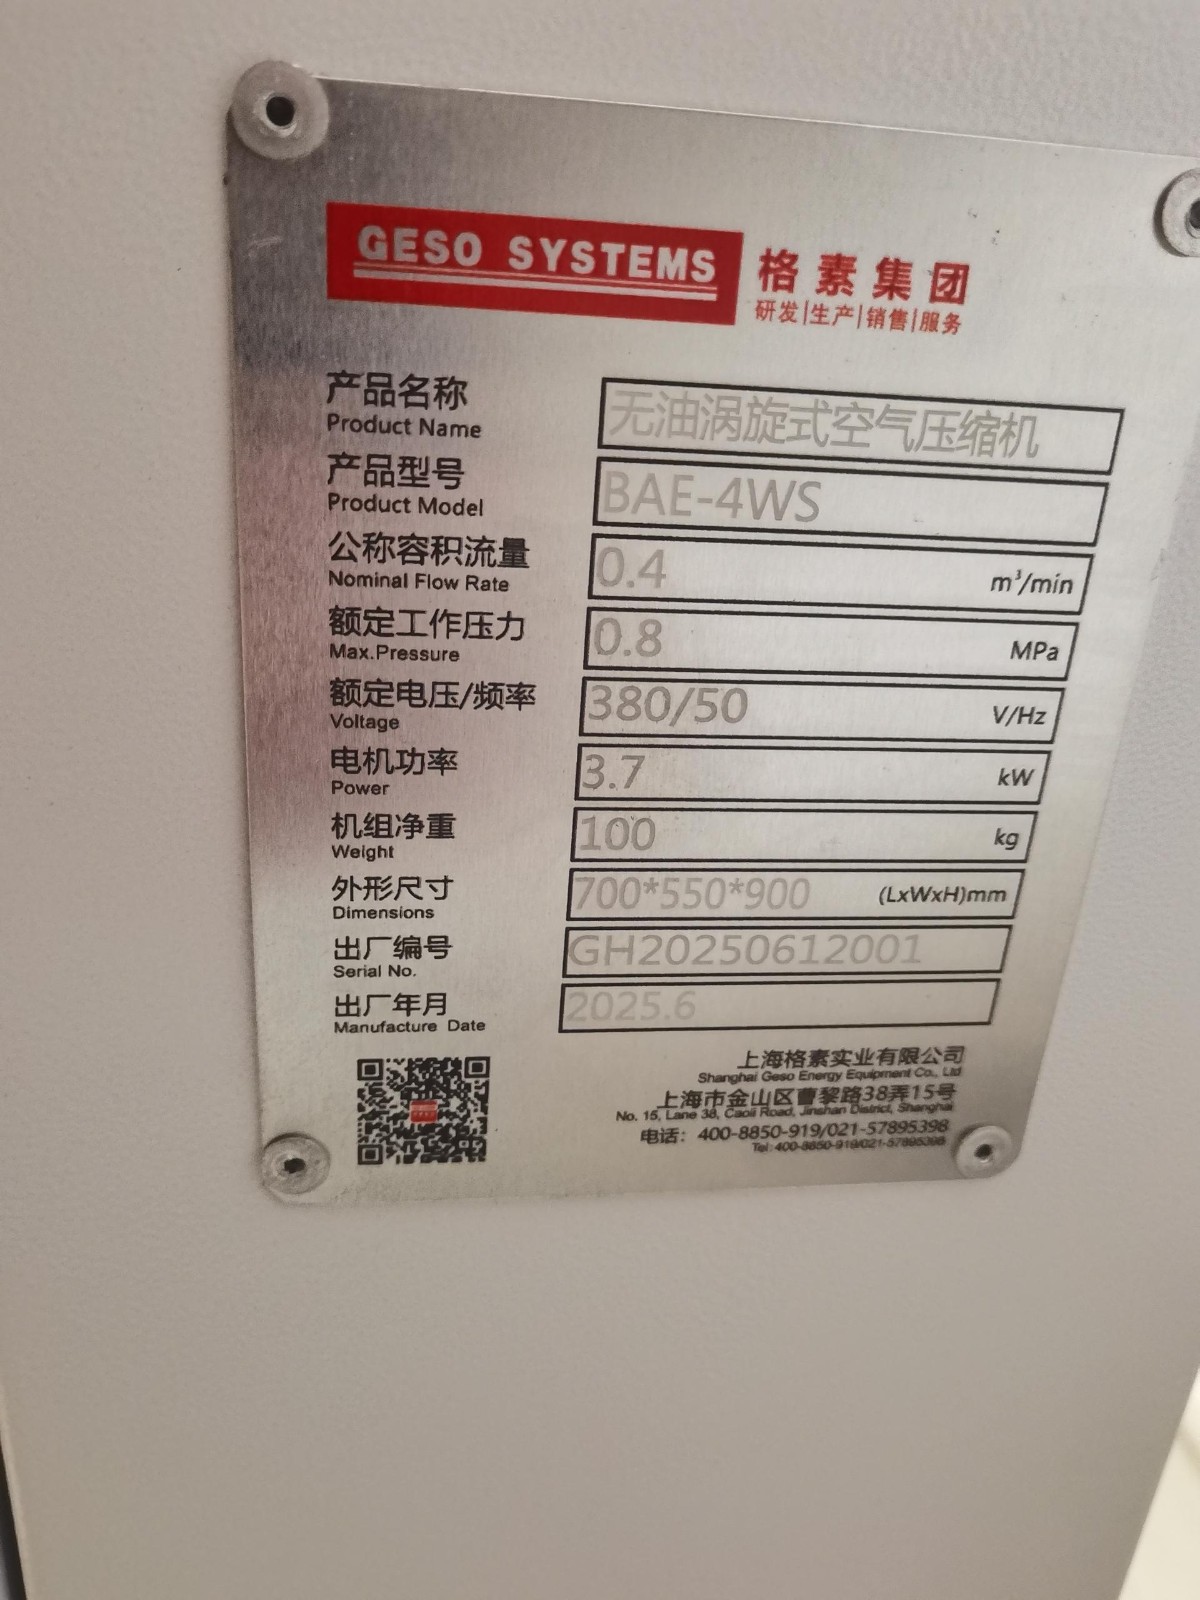 GESO SYSTEMS
格素集团
研发|生产|销售|服务
产品名称 无油涡旋式空气压缩机
Product Name
产品型号 BAE-4WS
Product Model
公称容积流量 0.4 m³/min
Nominal Flow Rate
额定工作压力 0.8 MPa
Max.Pressure
额定电压/频率 380/50 V/Hz
Voltage
电机功率 3.7 kW
Power
机组净重 100 kg
Weight
外形尺寸 700*550*900 (LxWxH)mm
Dimensions
出厂编号 GH20250612001
Serial No.
出厂年月 2025.6
Manufacture Date
上海格素实业有限公司
Shanghai Geso Energy Equipment Co., Ltd
上海市金山区曹黎路38弄15号
No. 15, Lane 38, Caoli Road, Jinshan District, Shanghai
电话：400-8850-919/021-57895398
Tel: 400-8850-919/021-57895398